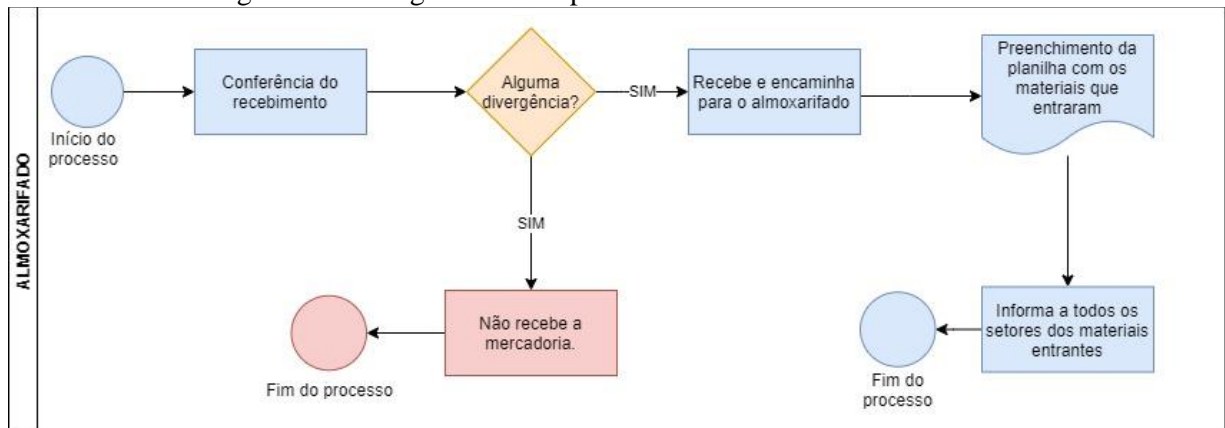 ALMOXARIFADO
Início do
processo
Conferência do
recebimento
Alguma
divergência?
SIM
Recebe e encaminha
para o almoxarifado
Preenchimento da
planilha com os
materiais que
entraram
SIM
Não recebe a
mercadoria.
Fim do processo
Informa a todos os
setores dos materiais
entrantes
Fim do
processo